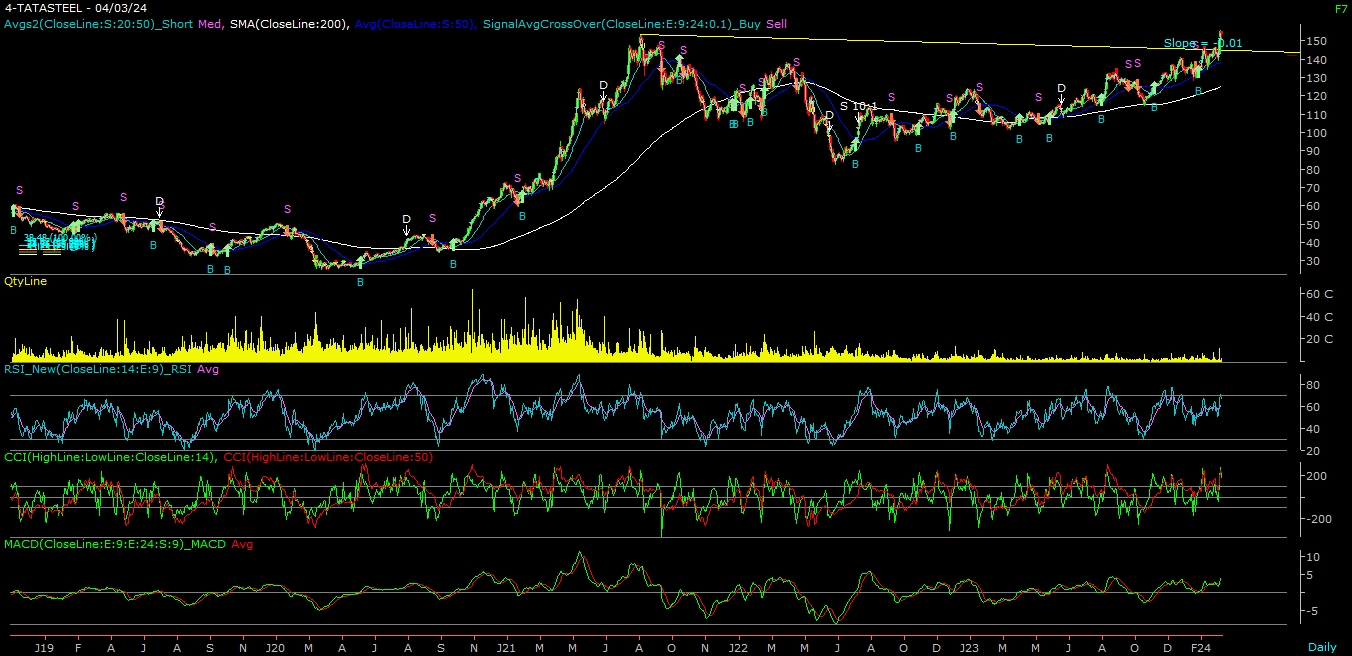 4-TATASTEEL - 04/03/24
F7
Avgs2(CloseLine:S:20:50)_Short Med, SMA(CloseLine:200), Avg(CloseLine:S:50), SignalAvgCrossOver(CloseLine:E:9:24:0.1)_Buy Sell
Slope = -0.01
S 10:1
150
140
130
120
110
100
90
80
70
60
50
40
30
QtyLine
60 C
40 C
20 C
RSI_New(CloseLine:14:E:9)_RSI Avg
80
60
40
20
CCI(HighLine:LowLine:CloseLine:14), CCI(HighLine:LowLine:CloseLine:50)
200
-200
MACD(CloseLine:E:9:E:24:S:9)_MACD Avg
10
5
-5
J19 F A J A S N J20 M A J A S N J21 M M J A O N J22 M M J A O D J23 M M J A O D F24
Daily